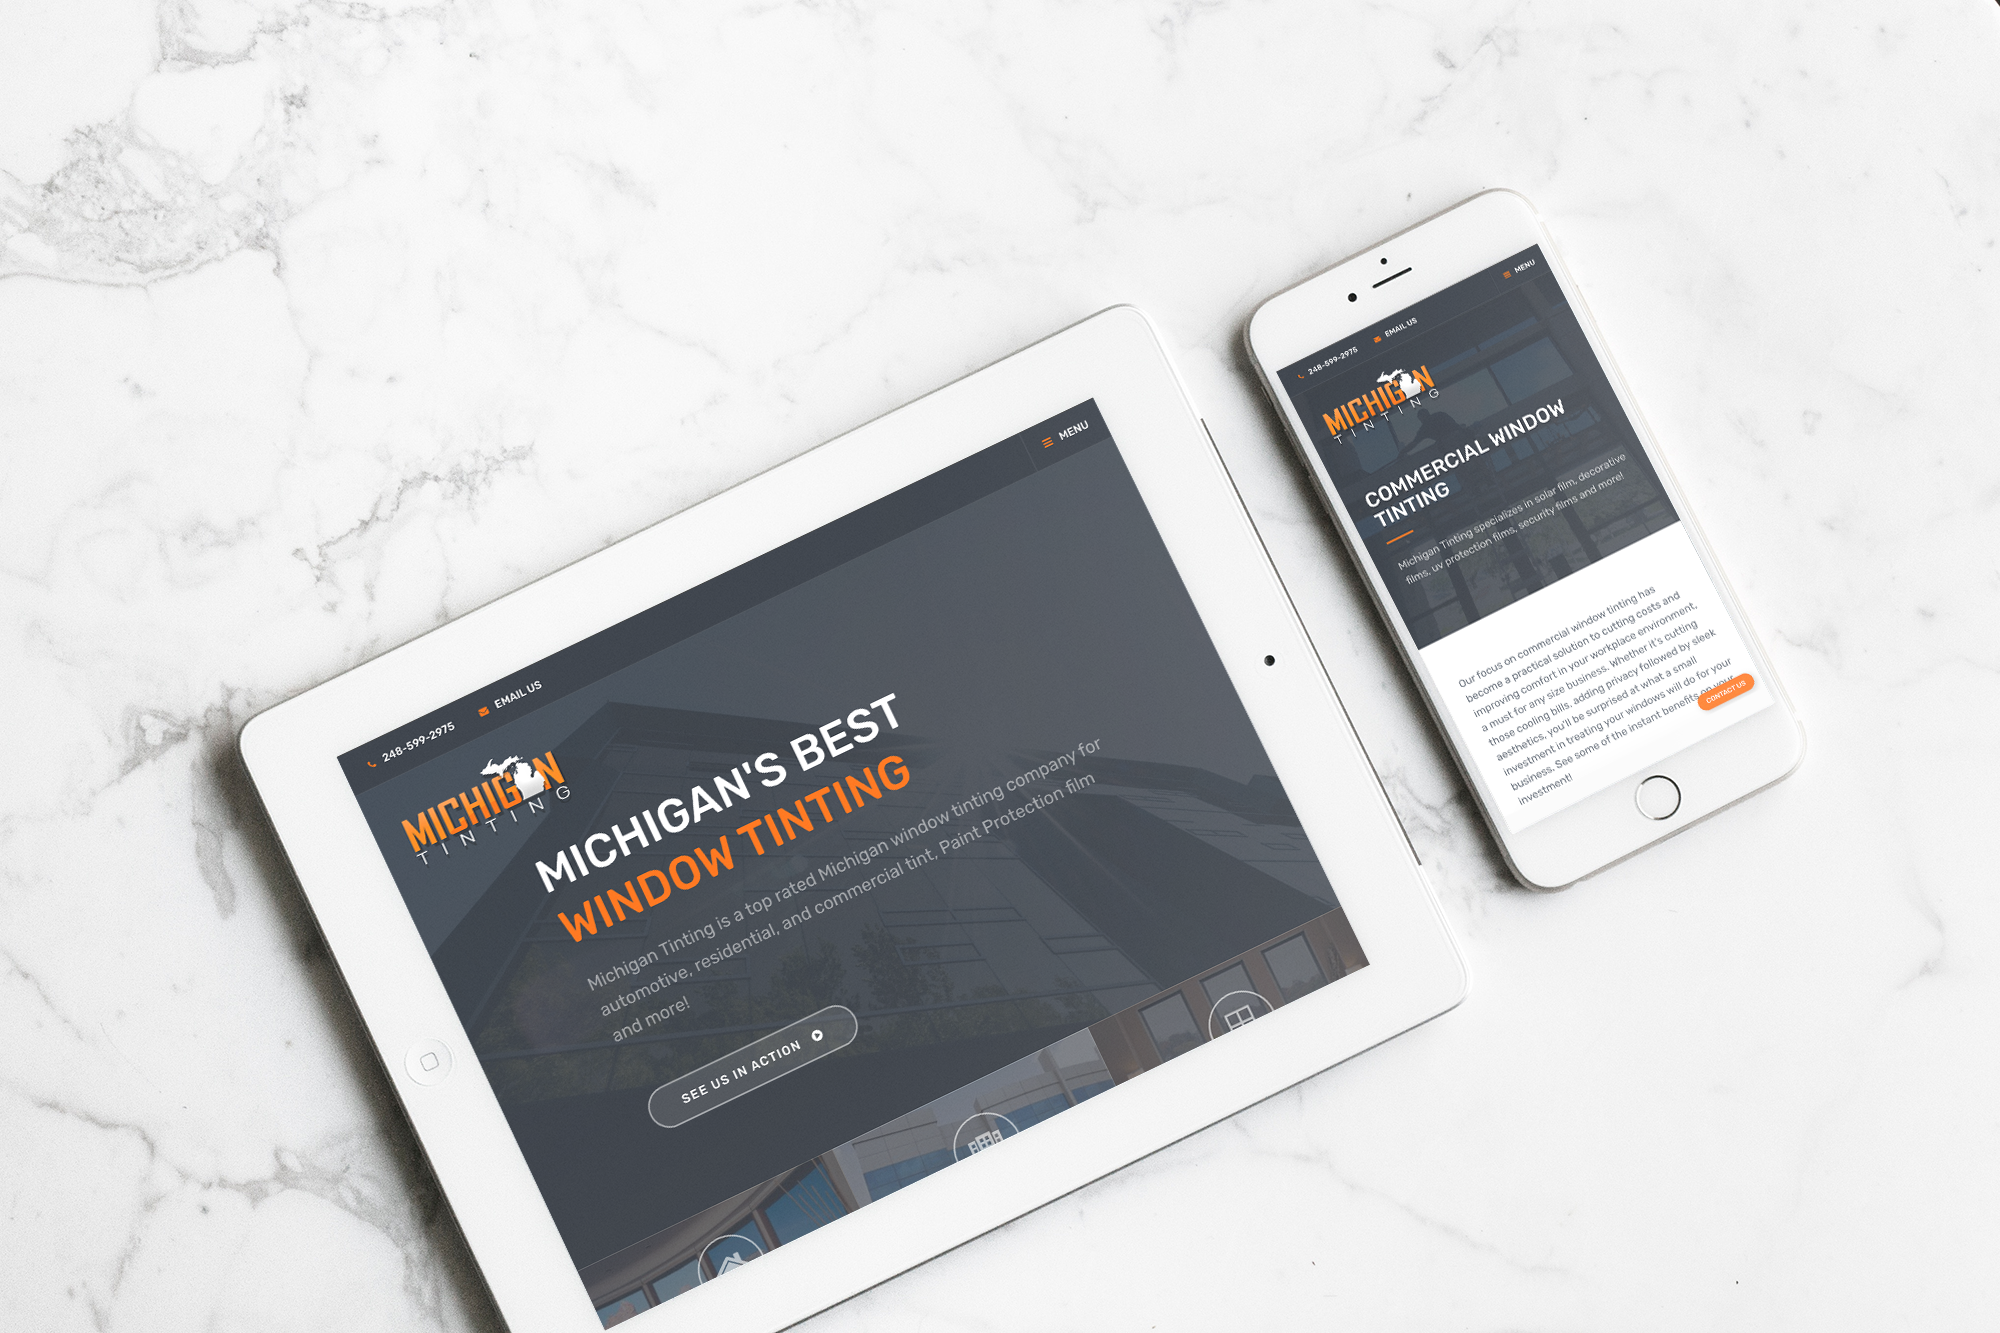 248-599-2975
EMAIL US
MENU
MICHIGAN
TINTING
MICHIGAN'S BEST
WINDOW TINTING
Michigan Tinting is a top rated Michigan window tinting company for
automotive, residential, and commercial tint, Paint Protection film
and more!
SEE US IN ACTION
248-599-2975
EMAIL US
MENU
MICHIGAN
TINTING
COMMERCIAL WINDOW
TINTING
Michigan Tinting specializes in solar film, decorative
films, uv protection films, security films and more!
Our focus on commercial window tinting has
become a practical solution to cutting costs and
improving comfort in your workplace environment,
a must for any size business. Whether it's cutting
those cooling bills, adding privacy followed by sleek
aesthetics, you'll be surprised at what a small
investment in treating your windows will do for your
business. See some of the instant benefits on your
investment!
CONTACT US